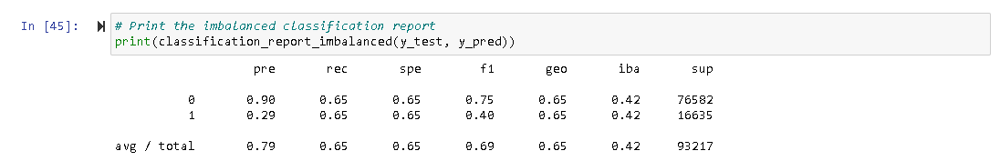 In [45]: # Print the imbalanced classification report
print(classification_report_imbalanced(y_test, y_pred))
pre rec spe f1 geo iba sup
0 0.90 0.65 0.65 0.75 0.65 0.42 76582
1 0.29 0.65 0.65 0.40 0.65 0.42 16635
avg / total 0.79 0.65 0.65 0.69 0.65 0.42 93217